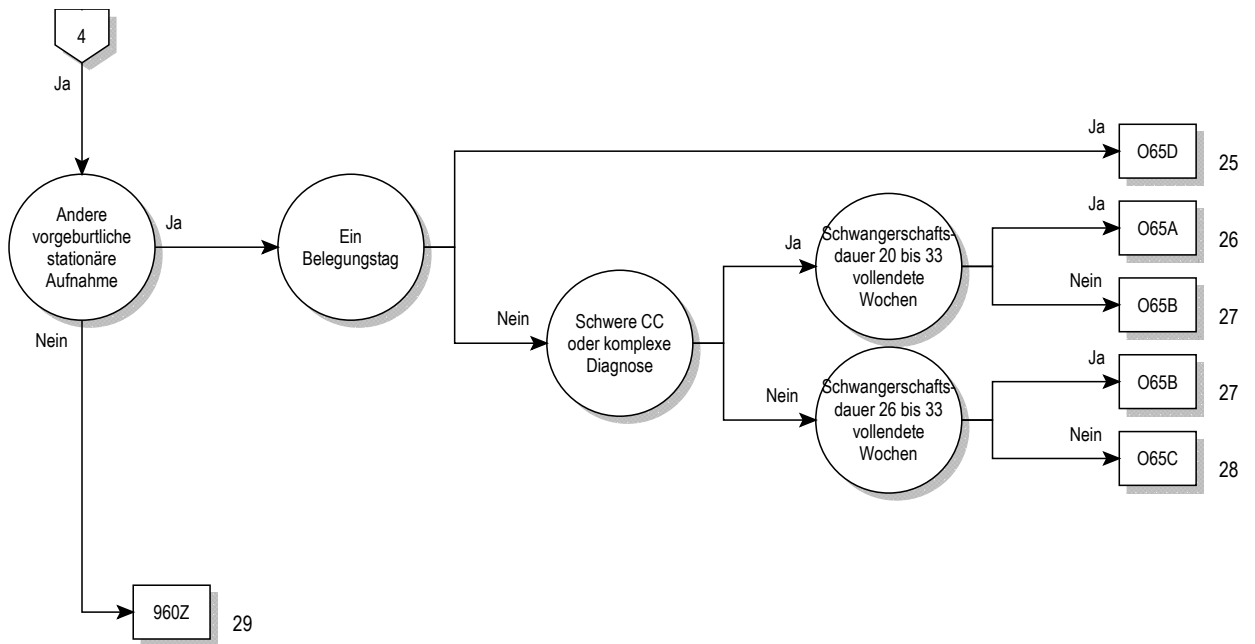 4
Ja
Andere
vorgeburtliche
stationäre
Aufnahme
Ja
Nein
Ein
Belegungstag
Ja
O65D
25
Nein
Schwere CC
oder komplexe
Diagnose
Ja
Schwangerschafts-
dauer 20 bis 33
vollendete
Wochen
Ja
O65A
26
Nein
O65B
27
Nein
Schwangerschafts-
dauer 26 bis 33
vollendete
Wochen
Ja
O65B
27
Nein
O65C
28
960Z
29